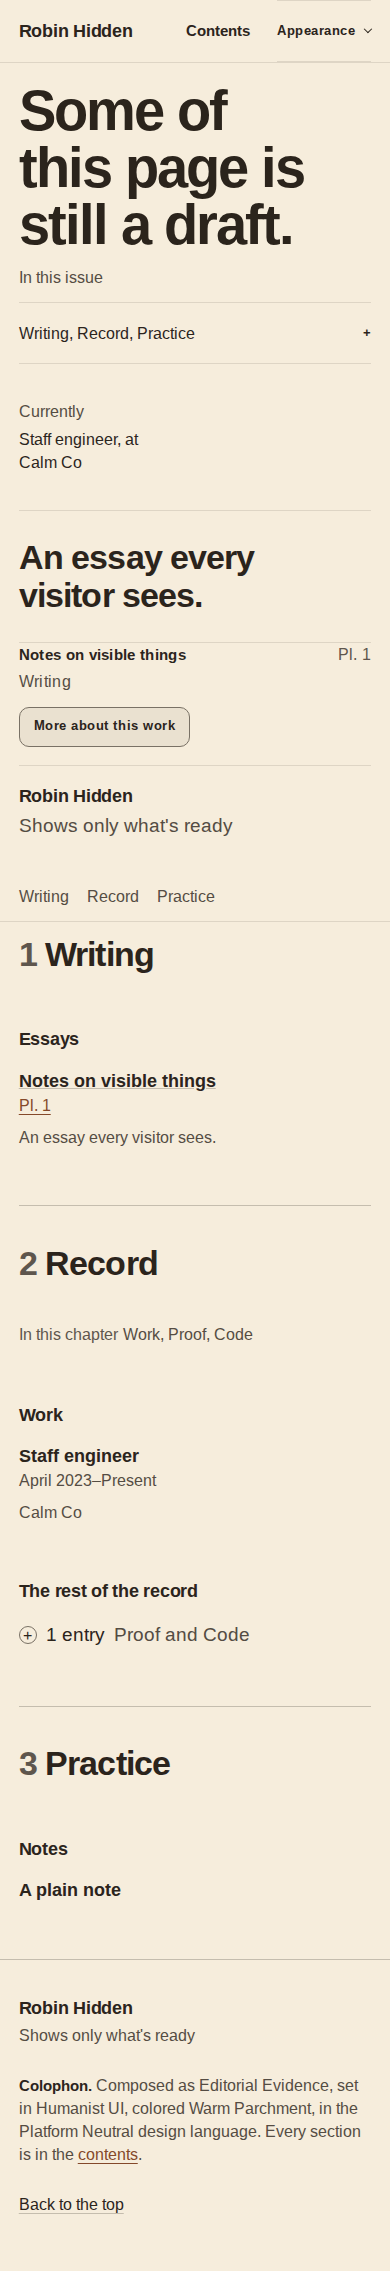 Robin Hidden
Contents
Appearance
Some of
this page is
still a draft.
In this issue
Writing, Record, Practice +
Currently
Staff engineer, at
Calm Co
An essay every
visitor sees.
Notes on visible things Pl. 1
Writing
More about this work
Robin Hidden
Shows only what's ready
Writing Record Practice
1 Writing
Essays
Notes on visible things
Pl. 1
An essay every visitor sees.
2 Record
In this chapter Work, Proof, Code
Work
Staff engineer
April 2023–Present
Calm Co
The rest of the record
+ 1 entry Proof and Code
3 Practice
Notes
A plain note
Robin Hidden
Shows only what's ready
Colophon. Composed as Editorial Evidence, set
in Humanist UI, colored Warm Parchment, in the
Platform Neutral design language. Every section
is in the contents.
Back to the top